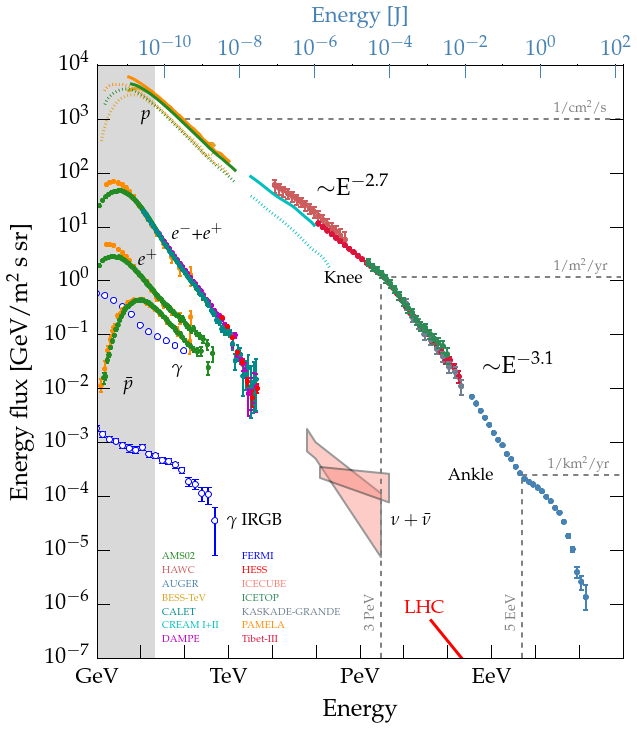 Energy [J]
10⁻¹⁰ 10⁻⁸ 10⁻⁶ 10⁻⁴ 10⁻² 10⁰ 10²
10⁴
10³
10²
10¹
10⁰
10⁻¹
10⁻²
10⁻³
10⁻⁴
10⁻⁵
10⁻⁶
10⁻⁷
Energy flux [GeV/m² s sr]
1/cm²/s
p
~E⁻²·⁷
e⁻+e⁺
e⁺
Knee
1/m²/yr
γ
p̄
~E⁻³·¹
Ankle
1/km²/yr
γ IRGB
ν + ν̄
3 PeV
5 EeV
LHC
AMS02
HAWC
AUGER
BESS-TeV
CALET
CREAM I+II
DAMPE
FERMI
HESS
ICECUBE
ICETOP
KASKADE-GRANDE
PAMELA
Tibet-III
GeV TeV PeV EeV
Energy